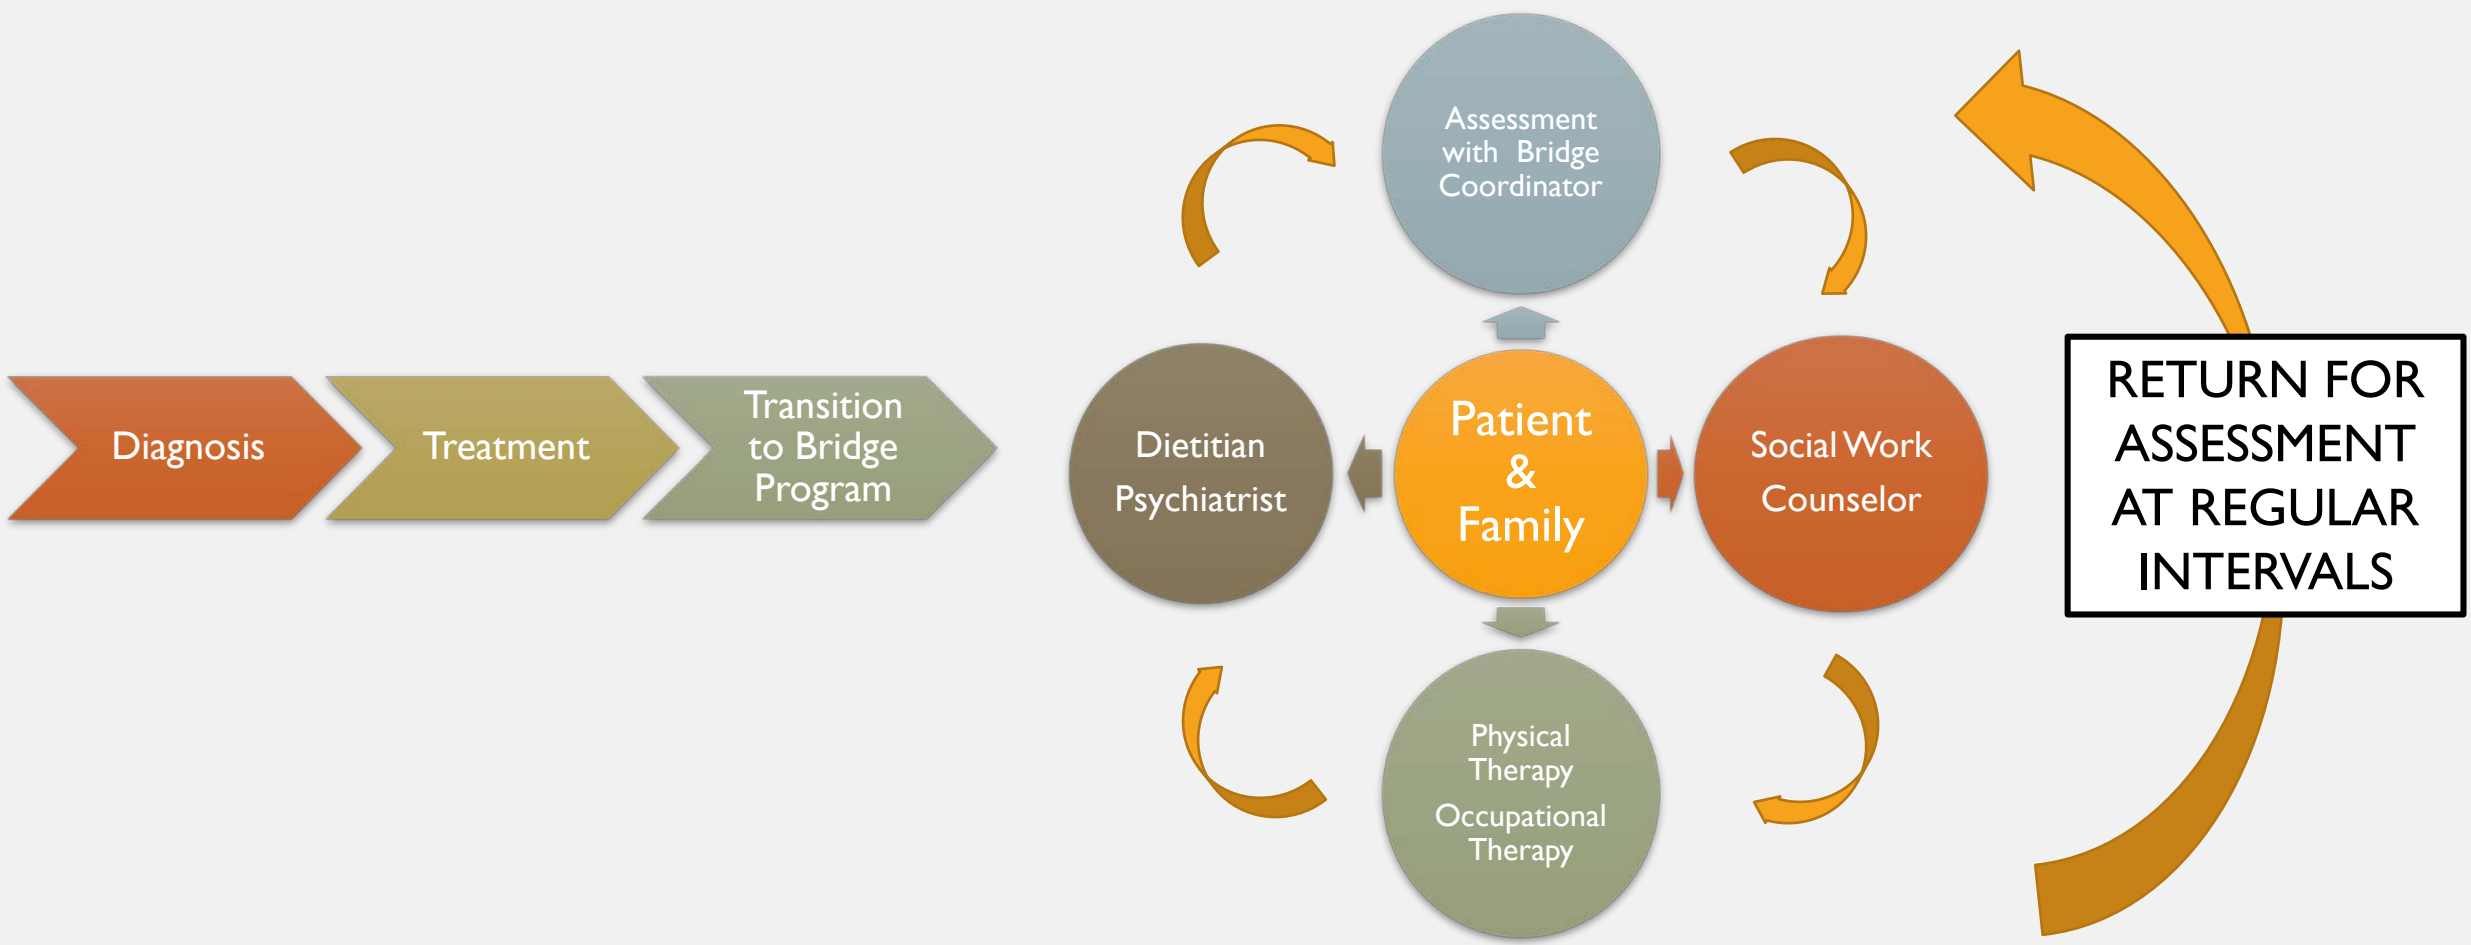 Diagnosis
Treatment
Transition
to Bridge
Program
Assessment
with Bridge
Coordinator
Dietitian
Psychiatrist
Patient
&
Family
Social Work
Counselor
Physical
Therapy
Occupational
Therapy
RETURN FOR
ASSESSMENT
AT REGULAR
INTERVALS